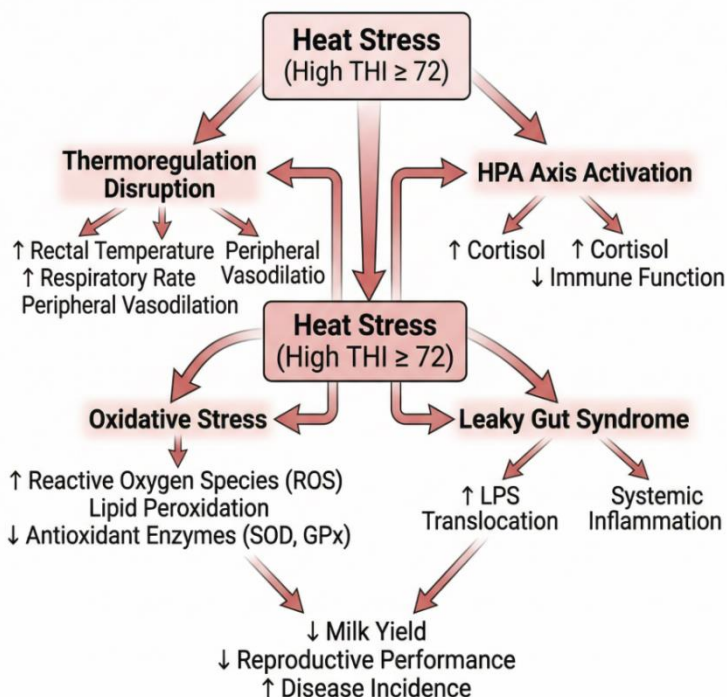 Heat Stress
(High THI ≥ 72)
Thermoregulation
Disruption
HPA Axis Activation
↑ Rectal Temperature
↑ Respiratory Rate
Peripheral Vasodilation
Peripheral
Vasodilatio
↑ Cortisol
↑ Cortisol
↓ Immune Function
Heat Stress
(High THI ≥ 72)
Oxidative Stress
Leaky Gut Syndrome
↑ Reactive Oxygen Species (ROS)
Lipid Peroxidation
↓ Antioxidant Enzymes (SOD, GPx)
↑ LPS
Translocation
Systemic
Inflammation
↓ Milk Yield
↓ Reproductive Performance
↑ Disease Incidence